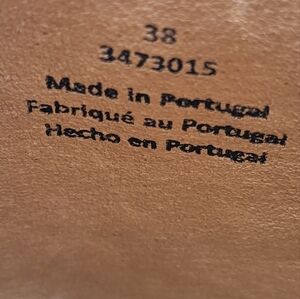 38
3473015
Made in Portugal
Fabriqué au Portugal
Hecho en Portugal